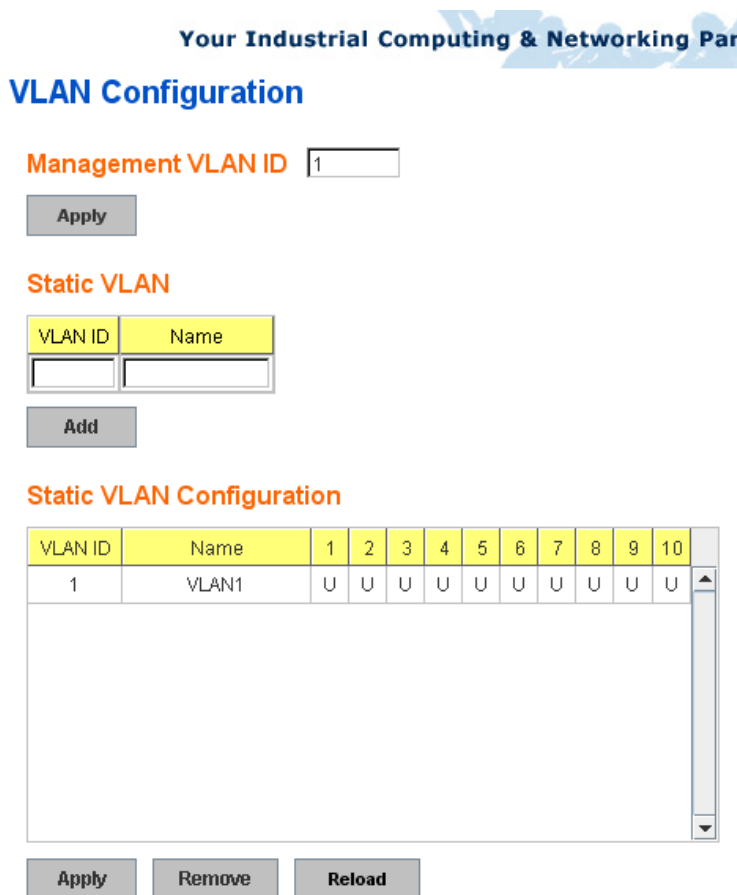 Your Industrial Computing & Networking Par
VLAN Configuration
Management VLAN ID 1
Apply
Static VLAN
VLAN ID Name
Add
Static VLAN Configuration
VLAN ID Name 1 2 3 4 5 6 7 8 9 10
1 VLAN1 U U U U U U U U U U
Apply Remove Reload